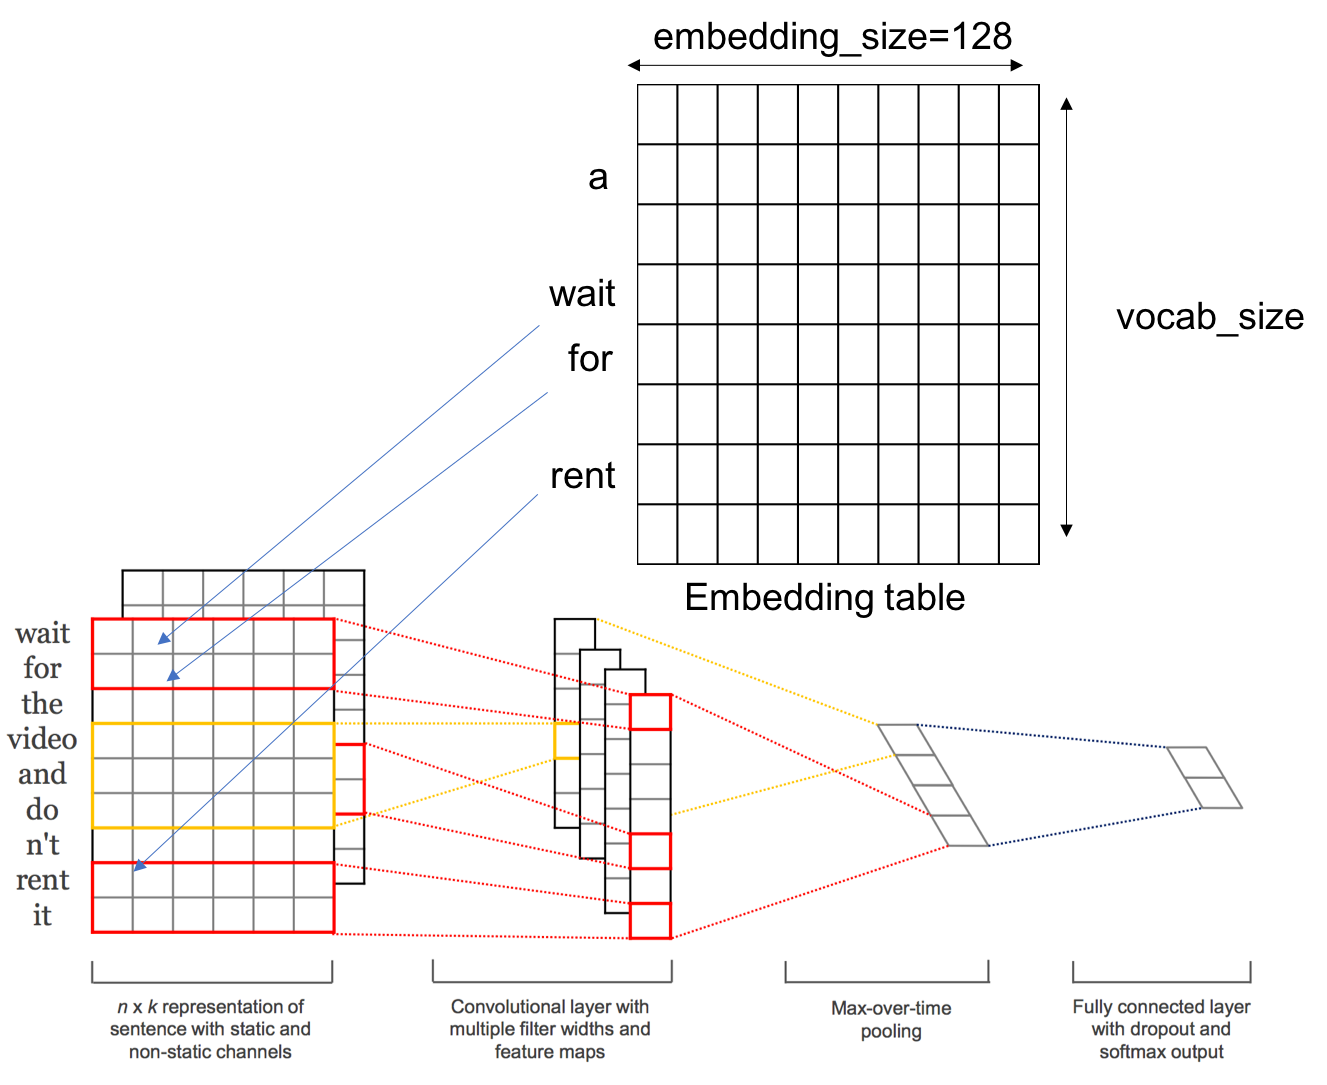 embedding_size=128
a
wait
for
rent
vocab_size
Embedding table
wait
for
the
video
and
do
n't
rent
it
n x k representation of
sentence with static and
non-static channels
Convolutional layer with
multiple filter widths and
feature maps
Max-over-time
pooling
Fully connected layer
with dropout and
softmax output